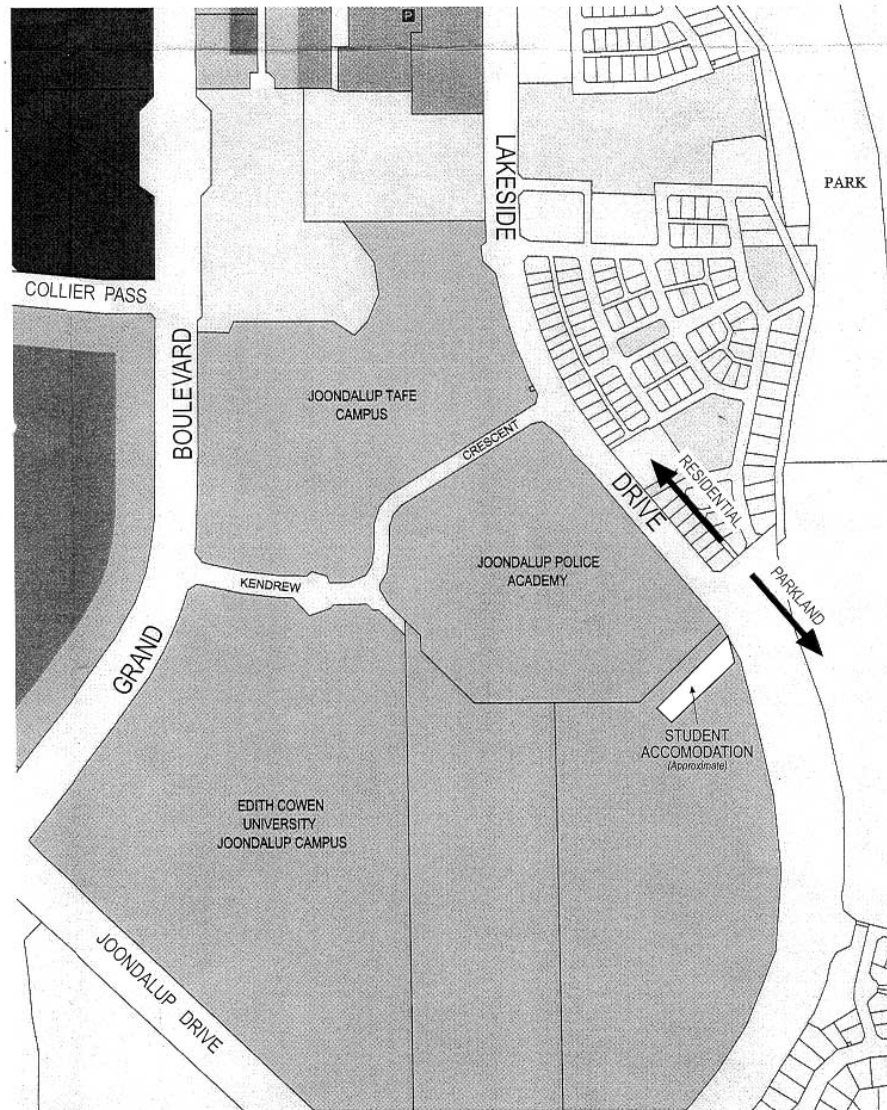 P
LAKESIDE
PARK
COLLIER PASS
BOULEVARD
JOONDALUP TAFE
CAMPUS
CRESCENT
RESIDENTIAL
DRIVE
JOONDALUP POLICE
ACADEMY
KENDREW
PARKLAND
GRAND
STUDENT
ACCOMODATION
(Approximate)
EDITH COWEN
UNIVERSITY
JOONDALUP CAMPUS
JOONDALUP DRIVE